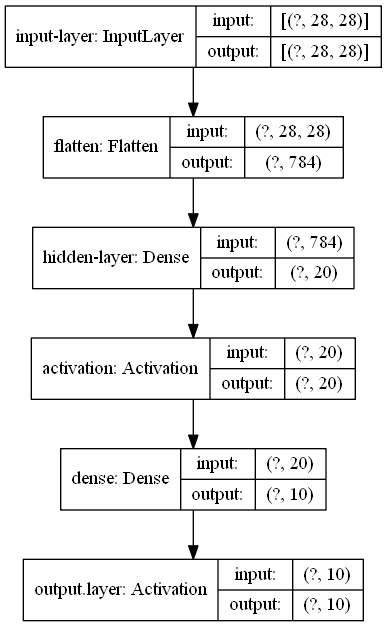 input-layer: InputLayer
input: [(?, 28, 28)]
output: [(?, 28, 28)]
flatten: Flatten
input: (?, 28, 28)
output: (?, 784)
hidden-layer: Dense
input: (?, 784)
output: (?, 20)
activation: Activation
input: (?, 20)
output: (?, 20)
dense: Dense
input: (?, 20)
output: (?, 10)
output.layer: Activation
input: (?, 10)
output: (?, 10)